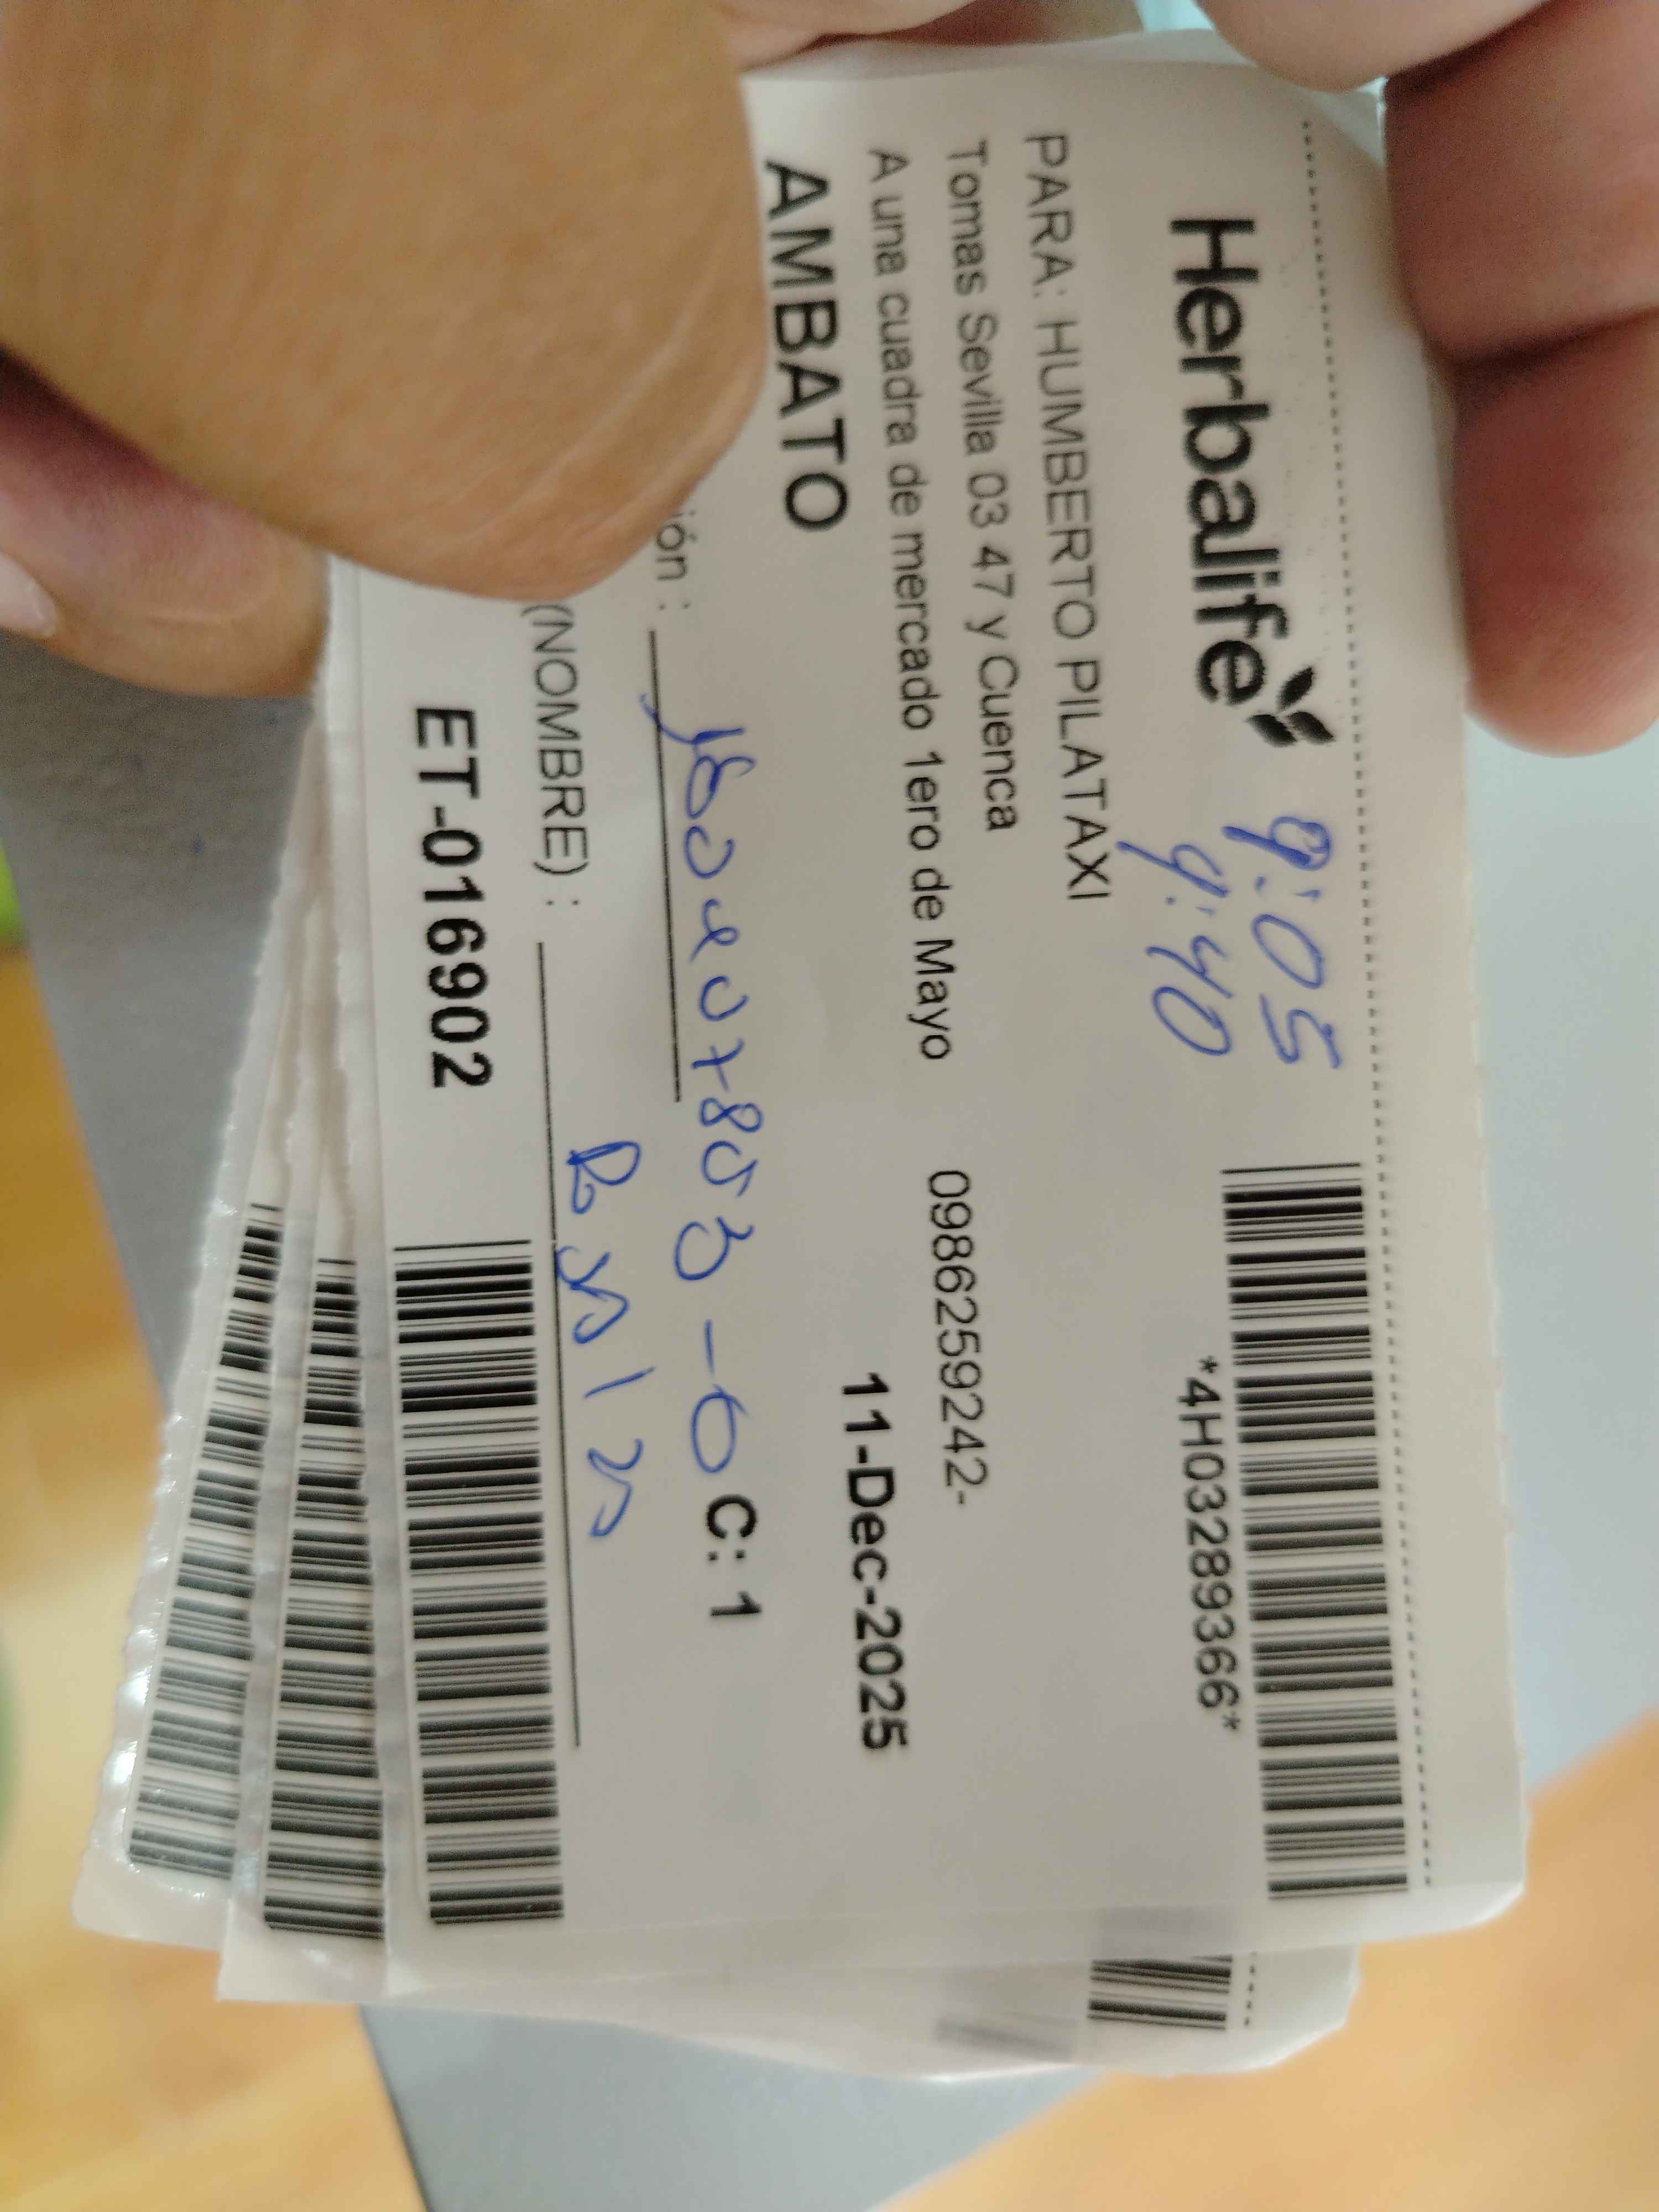 Herbalife
9:05
9:40
*4H03289366*
PARA: HUMBERTO PILATAXI
Tomas Sevilla 03 47 y Cuenca
A una cuadra de mercado 1ero de Mayo 0986259242-
AMBATO 11-Dec-2025
ión : C: 1
(NOMBRE) :
ET-016902